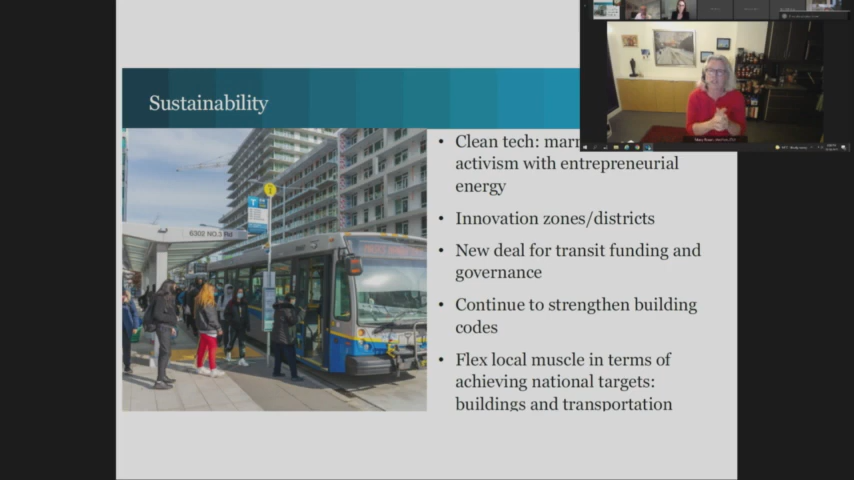 Sustainability
• Clean tech:
activism with entrepreneurial
energy
• Innovation zones/districts
• New deal for transit funding and
governance
• Continue to strengthen building
codes
• Flex local muscle in terms of
achieving national targets:
buildings and transportation
6302 NO.3 Rd